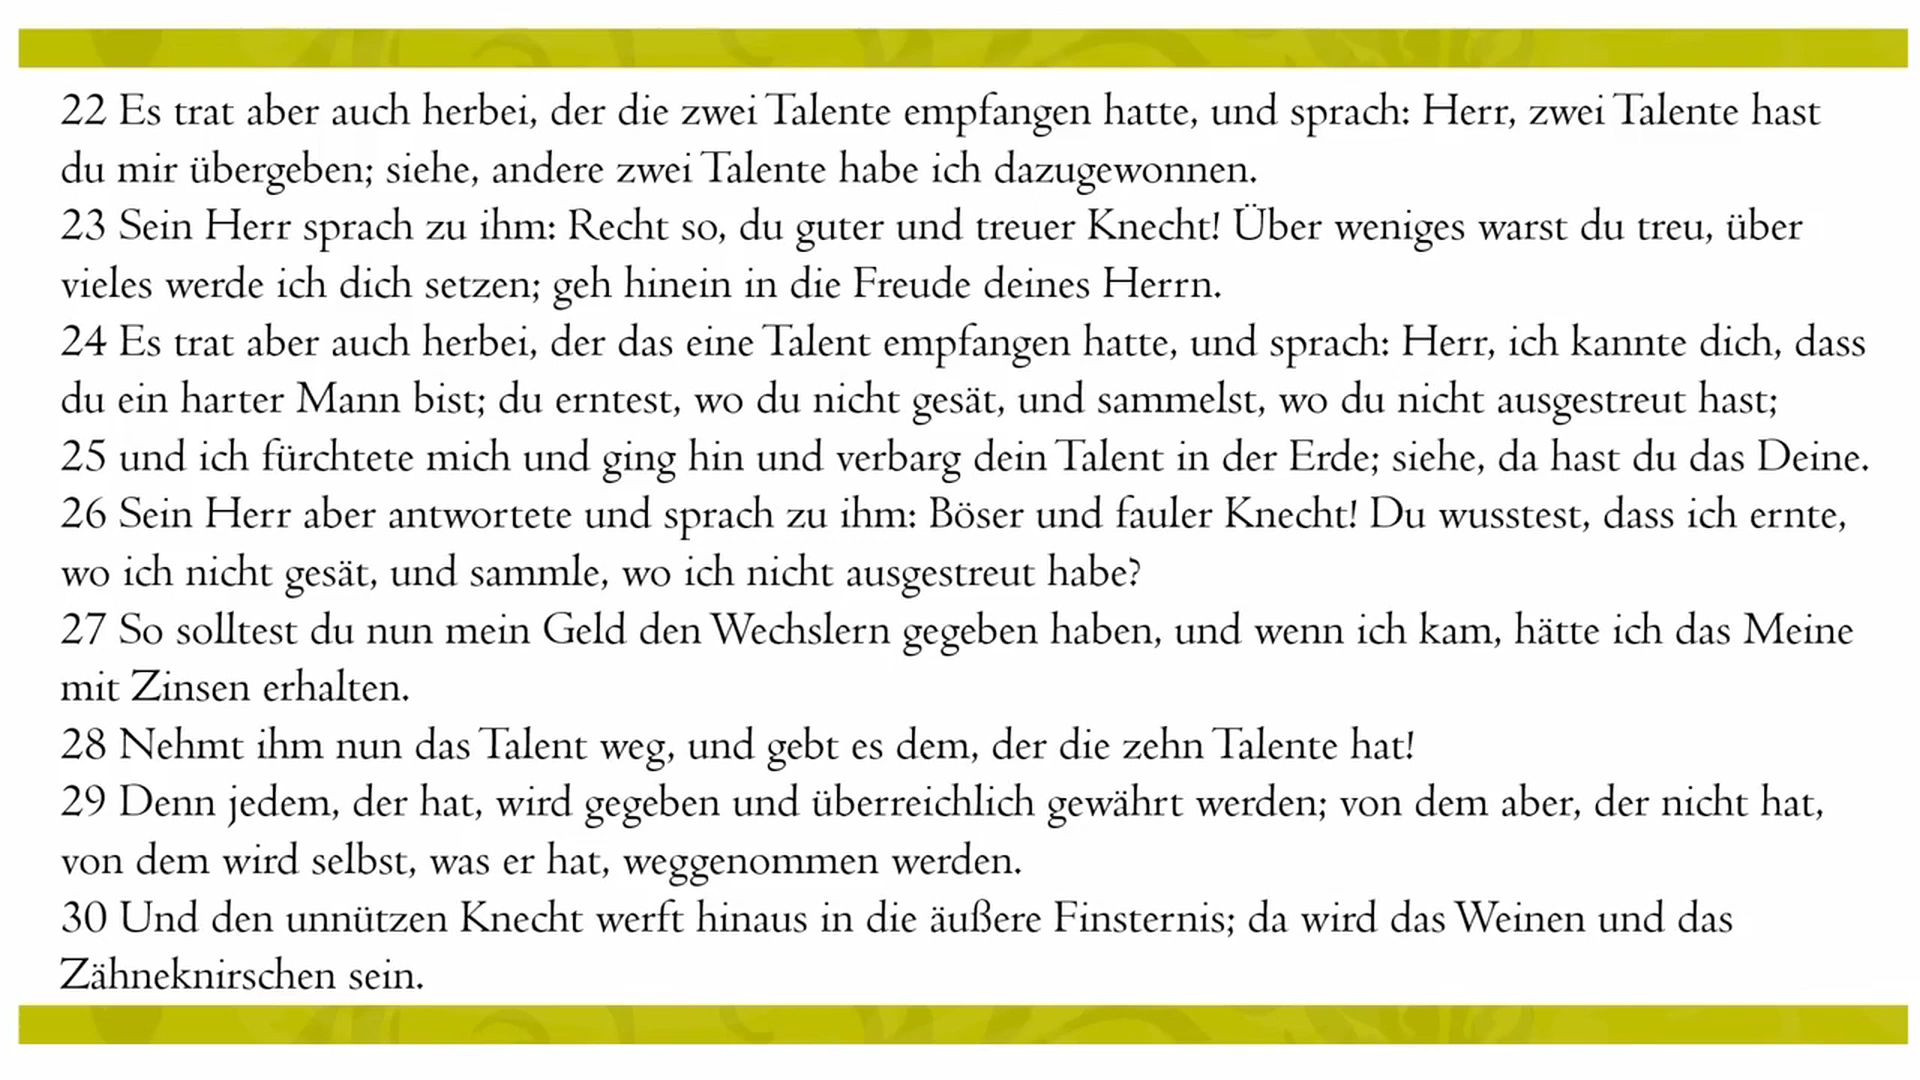 22 Es trat aber auch herbei, der die zwei Talente empfangen hatte, und sprach: Herr, zwei Talente hast
du mir übergeben; siehe, andere zwei Talente habe ich dazugewonnen.
23 Sein Herr sprach zu ihm: Recht so, du guter und treuer Knecht! Über weniges warst du treu, über
vieles werde ich dich setzen; geh hinein in die Freude deines Herrn.
24 Es trat aber auch herbei, der das eine Talent empfangen hatte, und sprach: Herr, ich kannte dich, dass
du ein harter Mann bist; du erntest, wo du nicht gesät, und sammelst, wo du nicht ausgestreut hast;
25 und ich fürchtete mich und ging hin und verbarg dein Talent in der Erde; siehe, da hast du das Deine.
26 Sein Herr aber antwortete und sprach zu ihm: Böser und fauler Knecht! Du wusstest, dass ich ernte,
wo ich nicht gesät, und sammle, wo ich nicht ausgestreut habe?
27 So solltest du nun mein Geld den Wechslern gegeben haben, und wenn ich kam, hätte ich das Meine
mit Zinsen erhalten.
28 Nehmt ihm nun das Talent weg, und gebt es dem, der die zehn Talente hat!
29 Denn jedem, der hat, wird gegeben und überreichlich gewährt werden; von dem aber, der nicht hat,
von dem wird selbst, was er hat, weggenommen werden.
30 Und den unnützen Knecht werft hinaus in die äußere Finsternis; da wird das Weinen und das
Zähneknirschen sein.